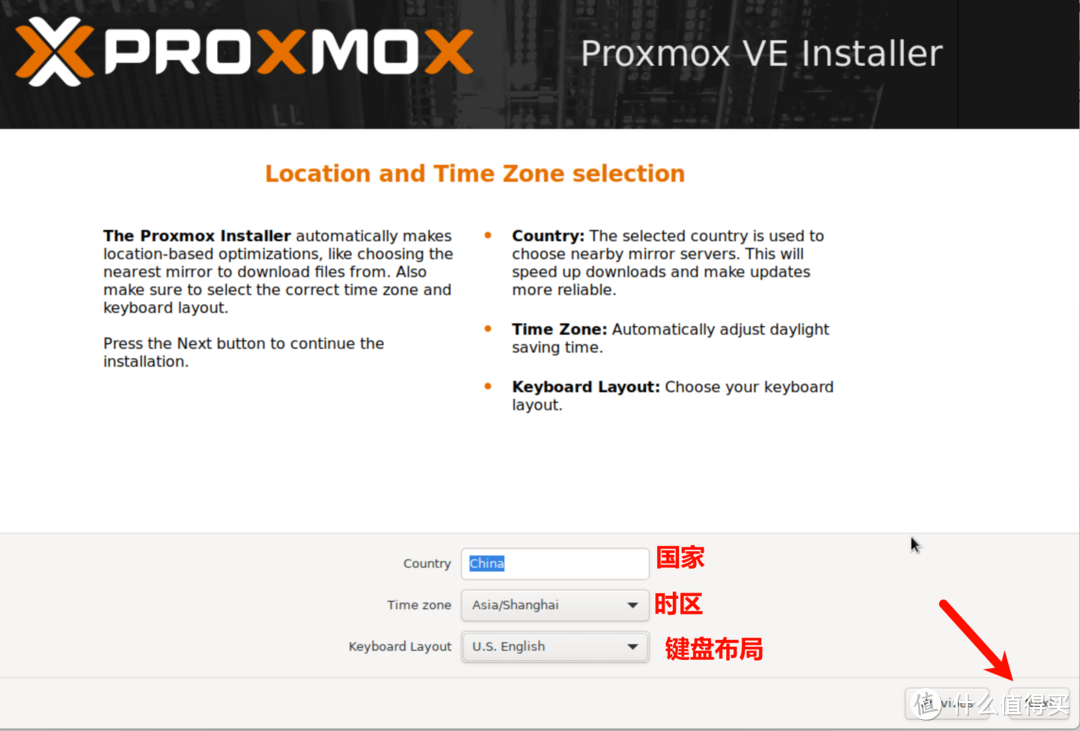 PROXMOX
Proxmox VE Installer
Location and Time Zone selection
The Proxmox Installer automatically makes
location-based optimizations, like choosing the
nearest mirror to download files from. Also
make sure to select the correct time zone and
keyboard layout.
Press the Next button to continue the
installation.
Country: The selected country is used to
choose nearby mirror servers. This will
speed up downloads and make updates
more reliable.
Time Zone: Automatically adjust daylight
saving time.
Keyboard Layout: Choose your keyboard
layout.
Country China 国家
Time zone Asia/Shanghai 时区
Keyboard Layout U.S. English 键盘布局
值 什么值得买